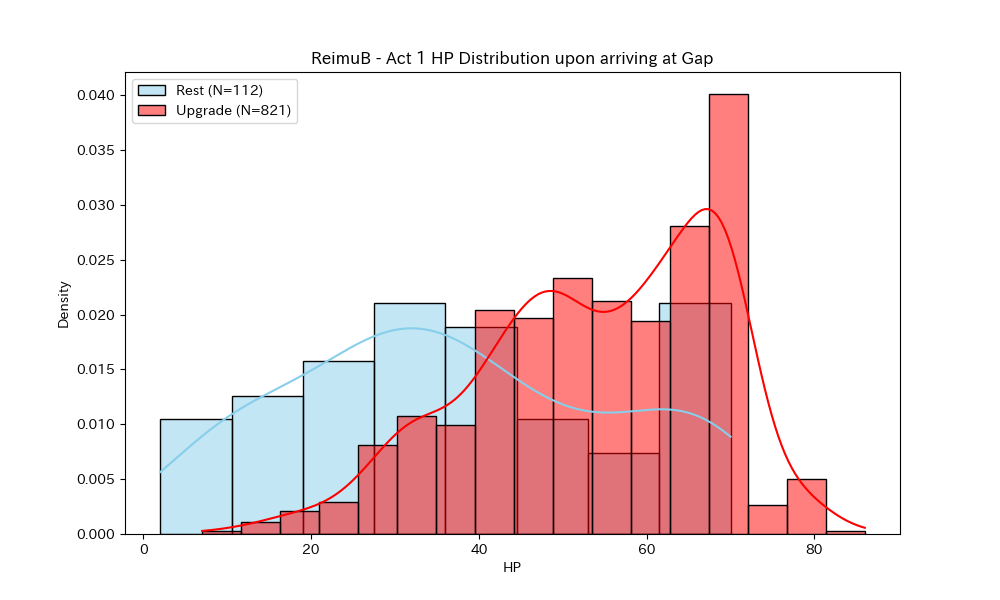 ReimuB - Act 1 HP Distribution upon arriving at Gap
Rest (N=112)
Upgrade (N=821)
0.040
0.035
0.030
0.025
0.020
0.015
0.010
0.005
0.000
Density
0 20 40 60 80
HP